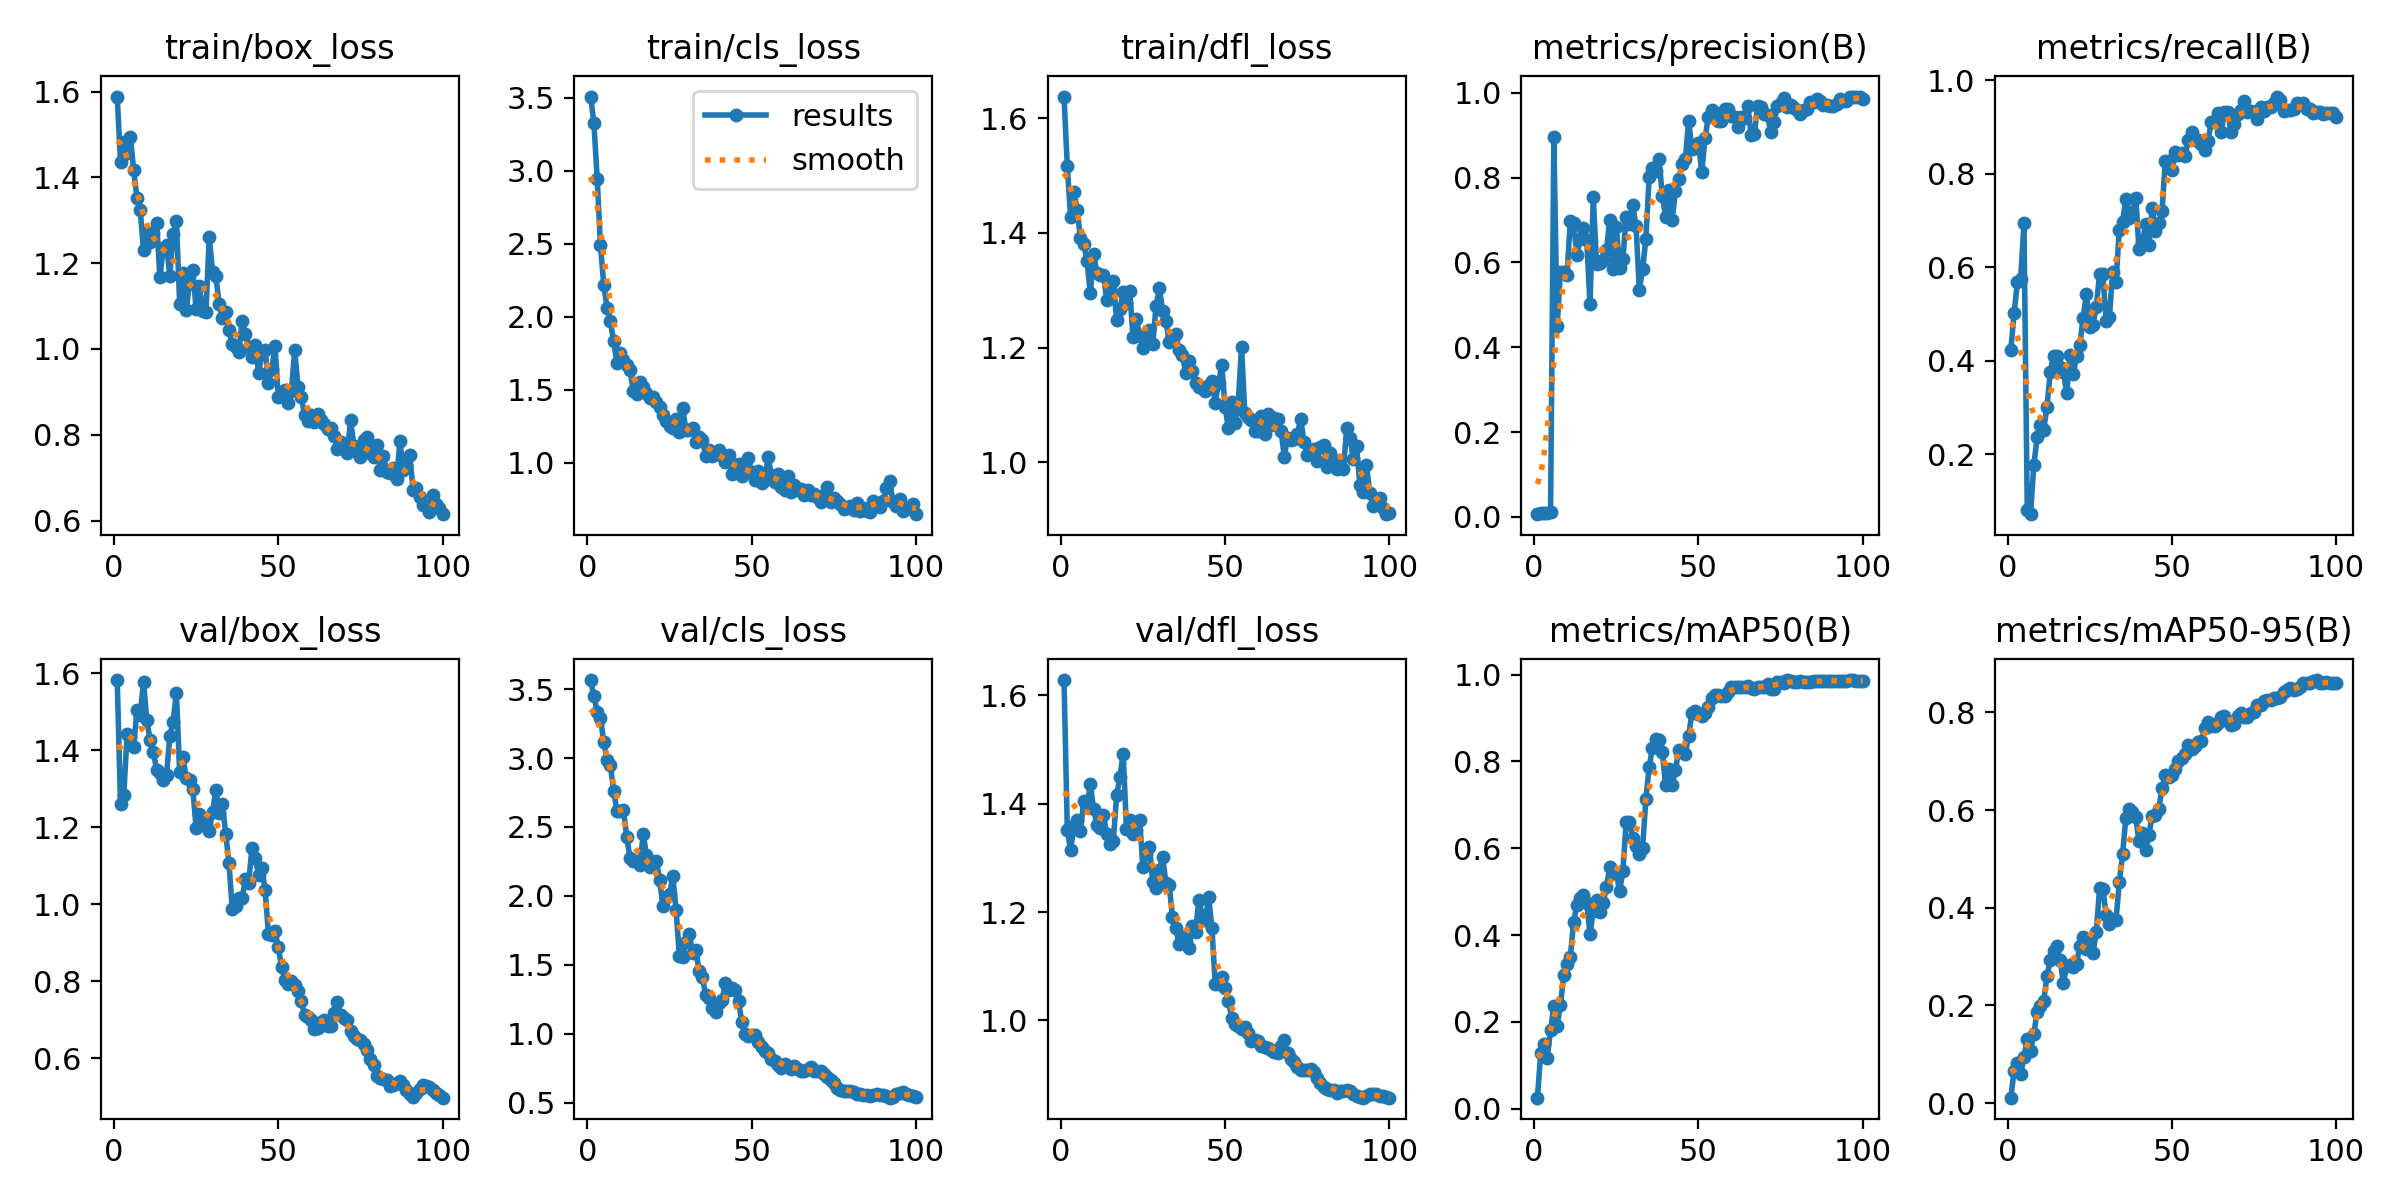 train/box_loss
1.6
1.4
1.2
1.0
0.8
0.6
0 50 100
train/cls_loss
results
smooth
3.5
3.0
2.5
2.0
1.5
1.0
0 50 100
train/dfl_loss
1.6
1.4
1.2
1.0
0 50 100
metrics/precision(B)
1.0
0.8
0.6
0.4
0.2
0.0
0 50 100
metrics/recall(B)
1.0
0.8
0.6
0.4
0.2
0 50 100
val/box_loss
1.6
1.4
1.2
1.0
0.8
0.6
0 50 100
val/cls_loss
3.5
3.0
2.5
2.0
1.5
1.0
0.5
0 50 100
val/dfl_loss
1.6
1.4
1.2
1.0
0 50 100
metrics/mAP50(B)
1.0
0.8
0.6
0.4
0.2
0.0
0 50 100
metrics/mAP50-95(B)
0.8
0.6
0.4
0.2
0.0
0 50 100